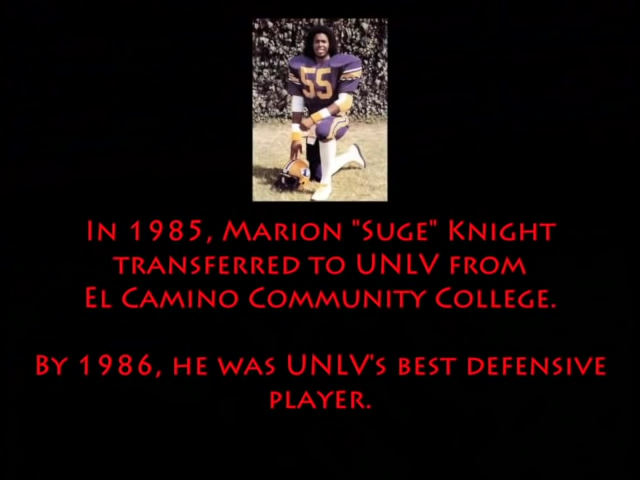 55
In 1985, Marion "Suge" Knight
transferred to UNLV from
El Camino Community College.
By 1986, he was UNLV's best defensive
player.